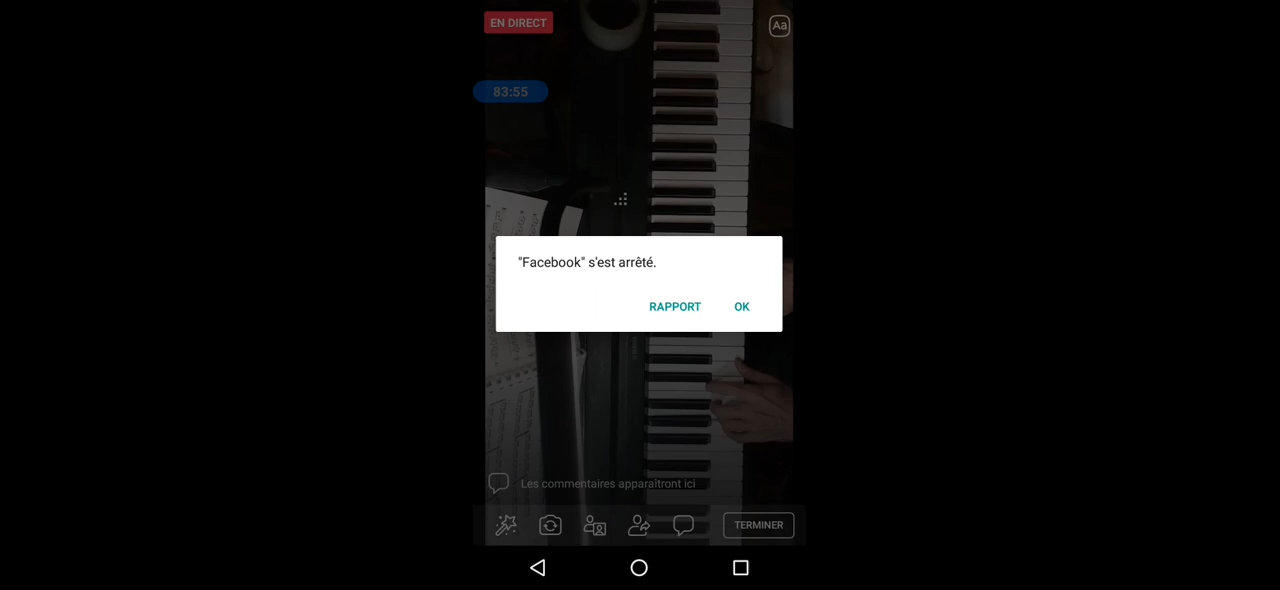 EN DIRECT
Aa
83:55
"Facebook" s'est arrêté.
RAPPORT
OK
Les commentaires apparaîtront ici
TERMINER